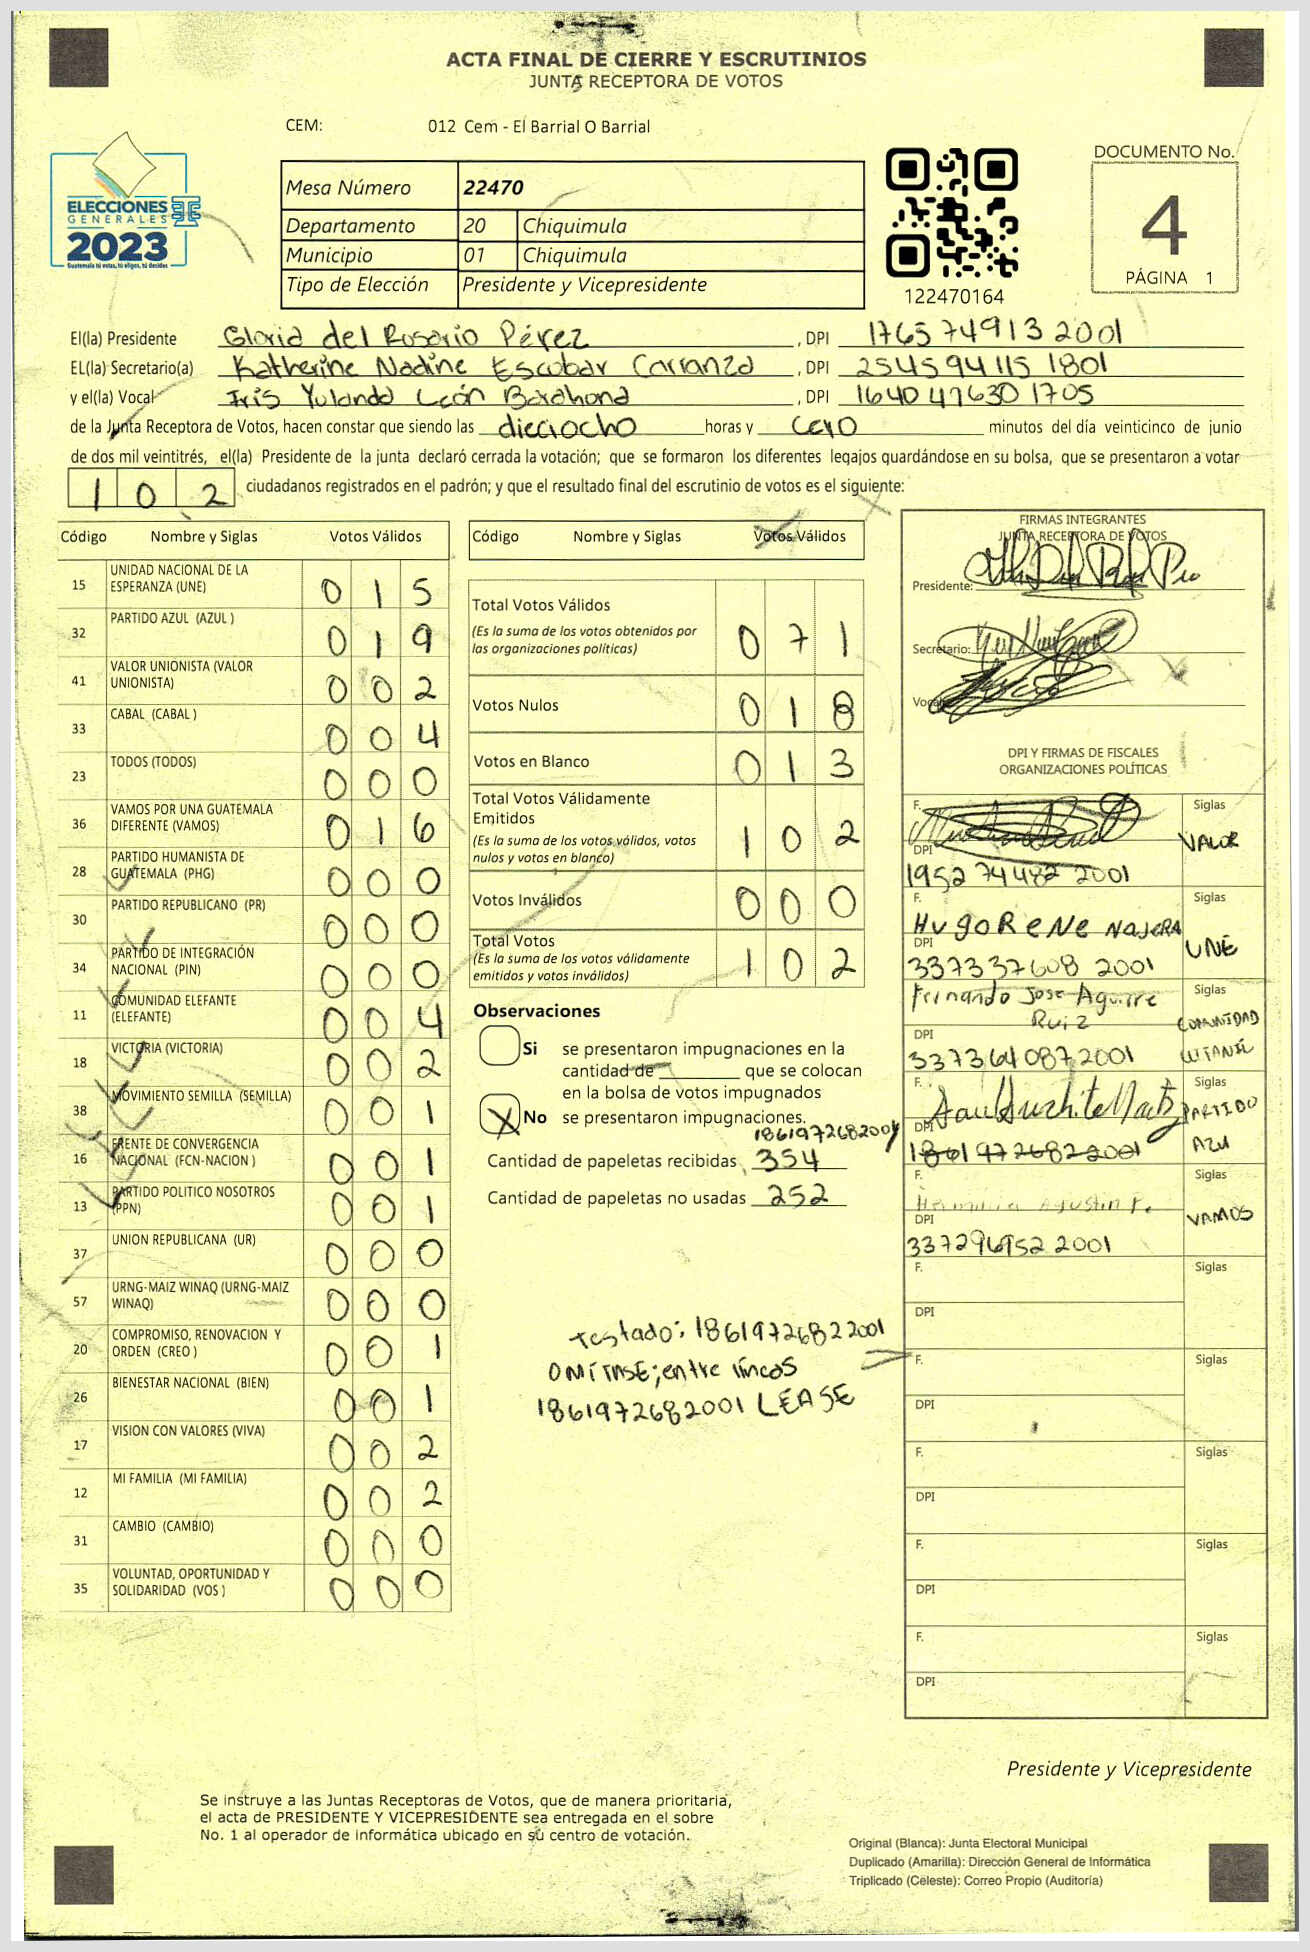 ACTA FINAL DE CIERRE Y ESCRUTINIOS
JUNTA RECEPTORA DE VOTOS
CEM: 012 Cem - El Barrial O Barrial
ELECCIONES
GENERALES
2023
Guatemala tú votas, tú eliges, tú decides
Mesa Número 22470
Departamento 20 Chiquimula
Municipio 01 Chiquimula
Tipo de Elección Presidente y Vicepresidente
122470164
DOCUMENTO No.
4
PÁGINA 1
El(la) Presidente Gloria del Rosario Pérez , DPI 1765 74913 2001
EL(la) Secretario(a) Katherine Nadine Escobar Carranza , DPI 2545 94115 1801
y el(la) Vocal Iris Yolanda León Barahona , DPI 1640 47630 1705
de la Junta Receptora de Votos, hacen constar que siendo las dieciocho horas y cero minutos del día veinticinco de junio
de dos mil veintitrés, el(la) Presidente de la junta declaró cerrada la votación; que se formaron los diferentes legajos guardándose en su bolsa, que se presentaron a votar
1 0 2 ciudadanos registrados en el padrón; y que el resultado final del escrutinio de votos es el siguiente:
Código Nombre y Siglas Votos Válidos
15 UNIDAD NACIONAL DE LA
ESPERANZA (UNE) 0 1 5
32 PARTIDO AZUL (AZUL ) 0 1 9
41 VALOR UNIONISTA (VALOR
UNIONISTA) 0 0 2
33 CABAL (CABAL ) 0 0 4
23 TODOS (TODOS) 0 0 0
36 VAMOS POR UNA GUATEMALA
DIFERENTE (VAMOS) 0 1 6
28 PARTIDO HUMANISTA DE
GUATEMALA (PHG) 0 0 0
30 PARTIDO REPUBLICANO (PR) 0 0 0
34 PARTIDO DE INTEGRACIÓN
NACIONAL (PIN) 0 0 0
11 COMUNIDAD ELEFANTE
(ELEFANTE) 0 0 4
18 VICTORIA (VICTORIA) 0 0 2
38 MOVIMIENTO SEMILLA (SEMILLA) 0 0 1
16 FRENTE DE CONVERGENCIA
NACIONAL (FCN-NACION ) 0 0 1
13 PARTIDO POLITICO NOSOTROS
(PPN) 0 0 1
37 UNION REPUBLICANA (UR) 0 0 0
57 URNG-MAIZ WINAQ (URNG-MAIZ
WINAQ) 0 0 0
20 COMPROMISO, RENOVACION Y
ORDEN (CREO ) 0 0 1
26 BIENESTAR NACIONAL (BIEN) 0 0 1
17 VISION CON VALORES (VIVA) 0 0 2
12 MI FAMILIA (MI FAMILIA) 0 0 2
31 CAMBIO (CAMBIO) 0 0 0
35 VOLUNTAD, OPORTUNIDAD Y
SOLIDARIDAD (VOS ) 0 0 0
Código Nombre y Siglas Votos Válidos
Total Votos Válidos
(Es la suma de los votos obtenidos por
las organizaciones políticas) 0 7 1
Votos Nulos 0 1 8
Votos en Blanco 0 1 3
Total Votos Válidamente
Emitidos
(Es la suma de los votos válidos, votos
nulos y votos en blanco) 1 0 2
Votos Inválidos 0 0 0
Total Votos
(Es la suma de los votos válidamente
emitidos y votos inválidos) 1 0 2
Observaciones
Si se presentaron impugnaciones en la
cantidad de que se colocan
en la bolsa de votos impugnados
X No se presentaron impugnaciones.
1861972682001
Cantidad de papeletas recibidas 354
Cantidad de papeletas no usadas 252
Testado: 1861972682 2001
OMITASE; entre líneas
1861972682001 LEASE
FIRMAS INTEGRANTES
JUNTA RECEPTORA DE VOTOS
Presidente:
Secretario:
Vocal
DPI Y FIRMAS DE FISCALES
ORGANIZACIONES POLÍTICAS
F. Siglas
VALOR
DPI
1952 74482 2001
F. Siglas
HUGO RENE NAJERA
UNE
DPI
3373 37608 2001
F. Siglas
Fernando Jose Aguirre
Ruiz
COMUNIDAD
DPI
3373640872001
F. Siglas
PARTIDO
AZUL
DPI
1861972682 2001
F. Siglas
Agustin P.
VAMOS
DPI
337296952 2001
F. Siglas
DPI
F. Siglas
DPI
F. Siglas
DPI
F. Siglas
DPI
F. Siglas
DPI
Presidente y Vicepresidente
Se instruye a las Juntas Receptoras de Votos, que de manera prioritaria,
el acta de PRESIDENTE Y VICEPRESIDENTE sea entregada en el sobre
No. 1 al operador de informática ubicado en su centro de votación.
Original (Blanca): Junta Electoral Municipal
Duplicado (Amarilla): Dirección General de Informática
Triplicado (Celeste): Correo Propio (Auditoría)